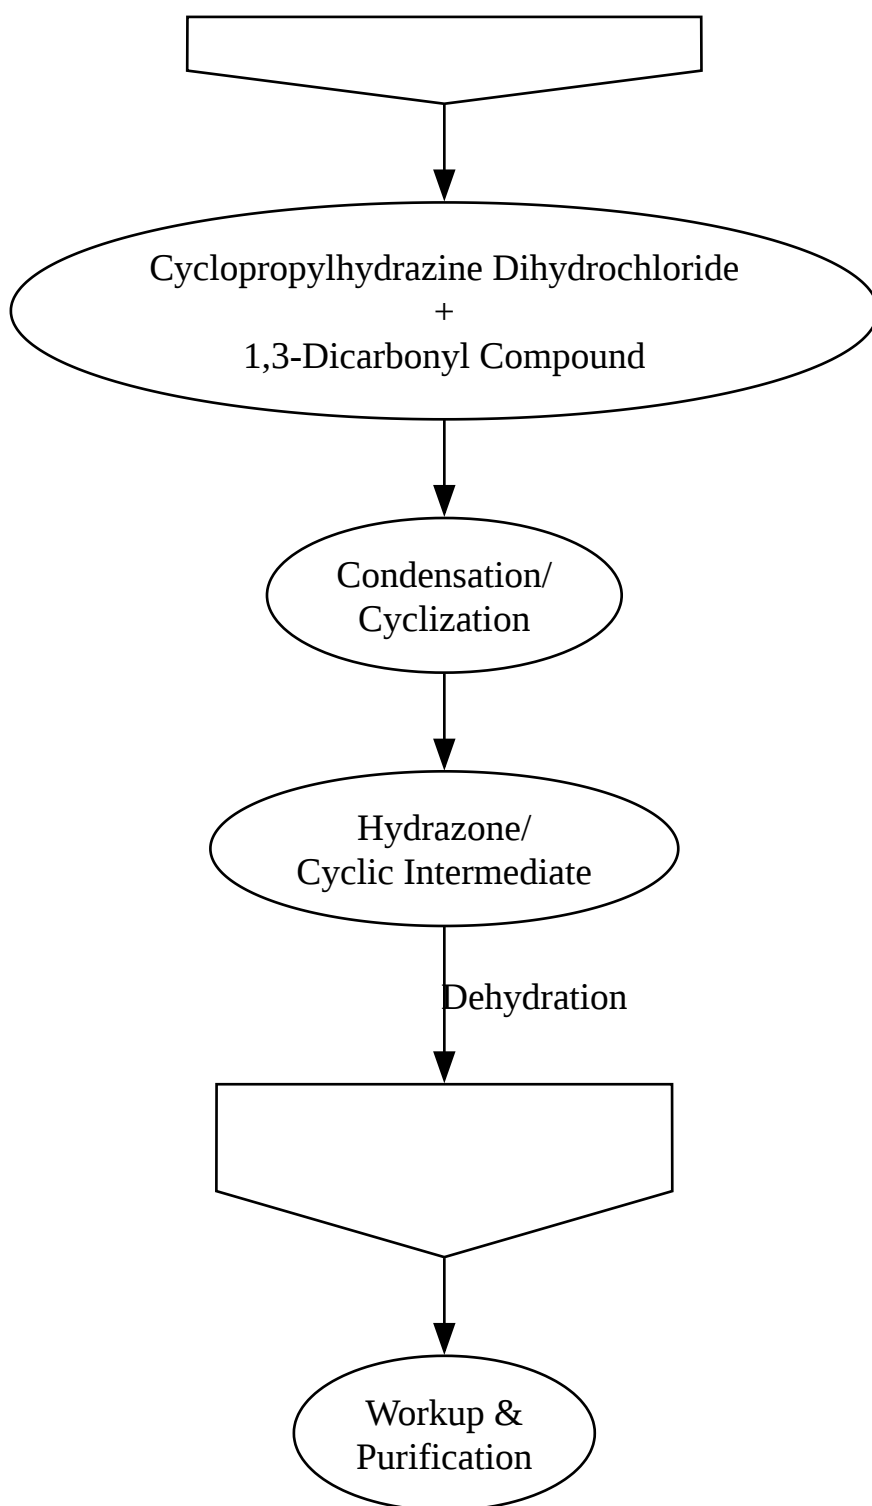 Cyclopropylhydrazine Dihydrochloride
+
1,3-Dicarbonyl Compound
Condensation/
Cyclization
Hydrazone/
Cyclic Intermediate
Dehydration
Workup &
Purification